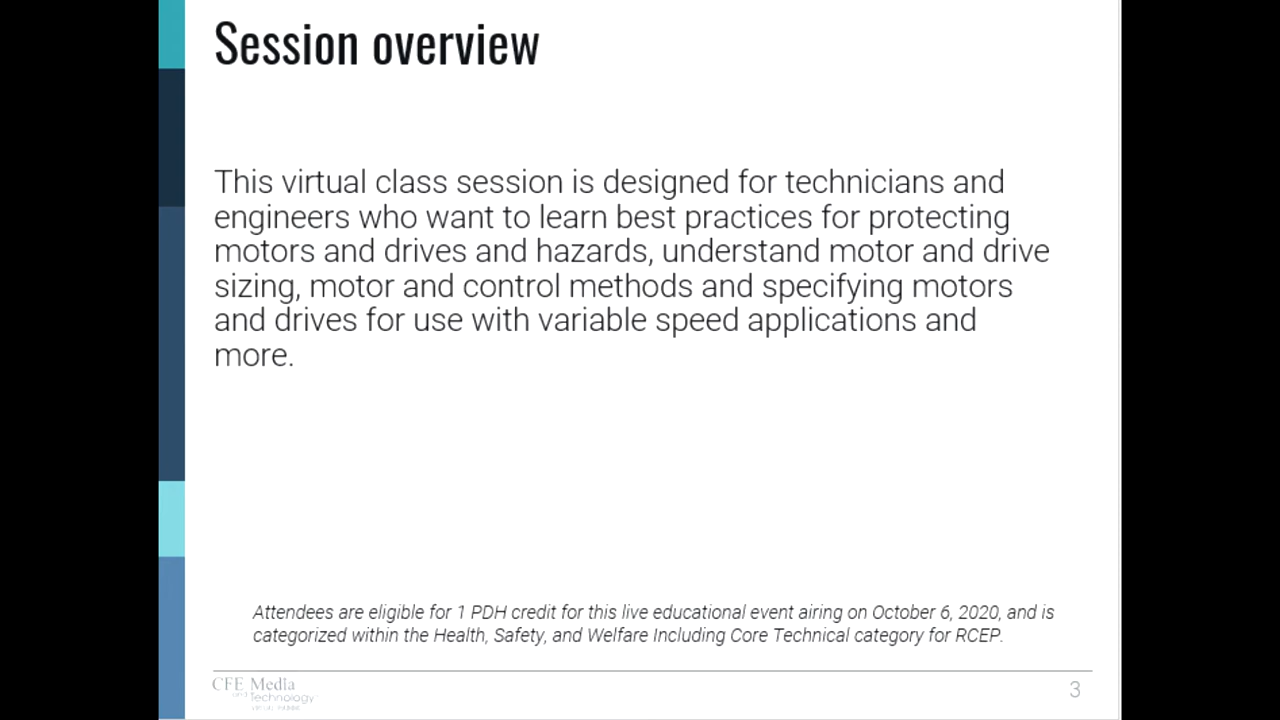 Session overview
This virtual class session is designed for technicians and
engineers who want to learn best practices for protecting
motors and drives and hazards, understand motor and drive
sizing, motor and control methods and specifying motors
and drives for use with variable speed applications and
more.
Attendees are eligible for 1 PDH credit for this live educational event airing on October 6, 2020, and is
categorized within the Health, Safety, and Welfare Including Core Technical category for RCEP.
CFE Media
and Technology
3